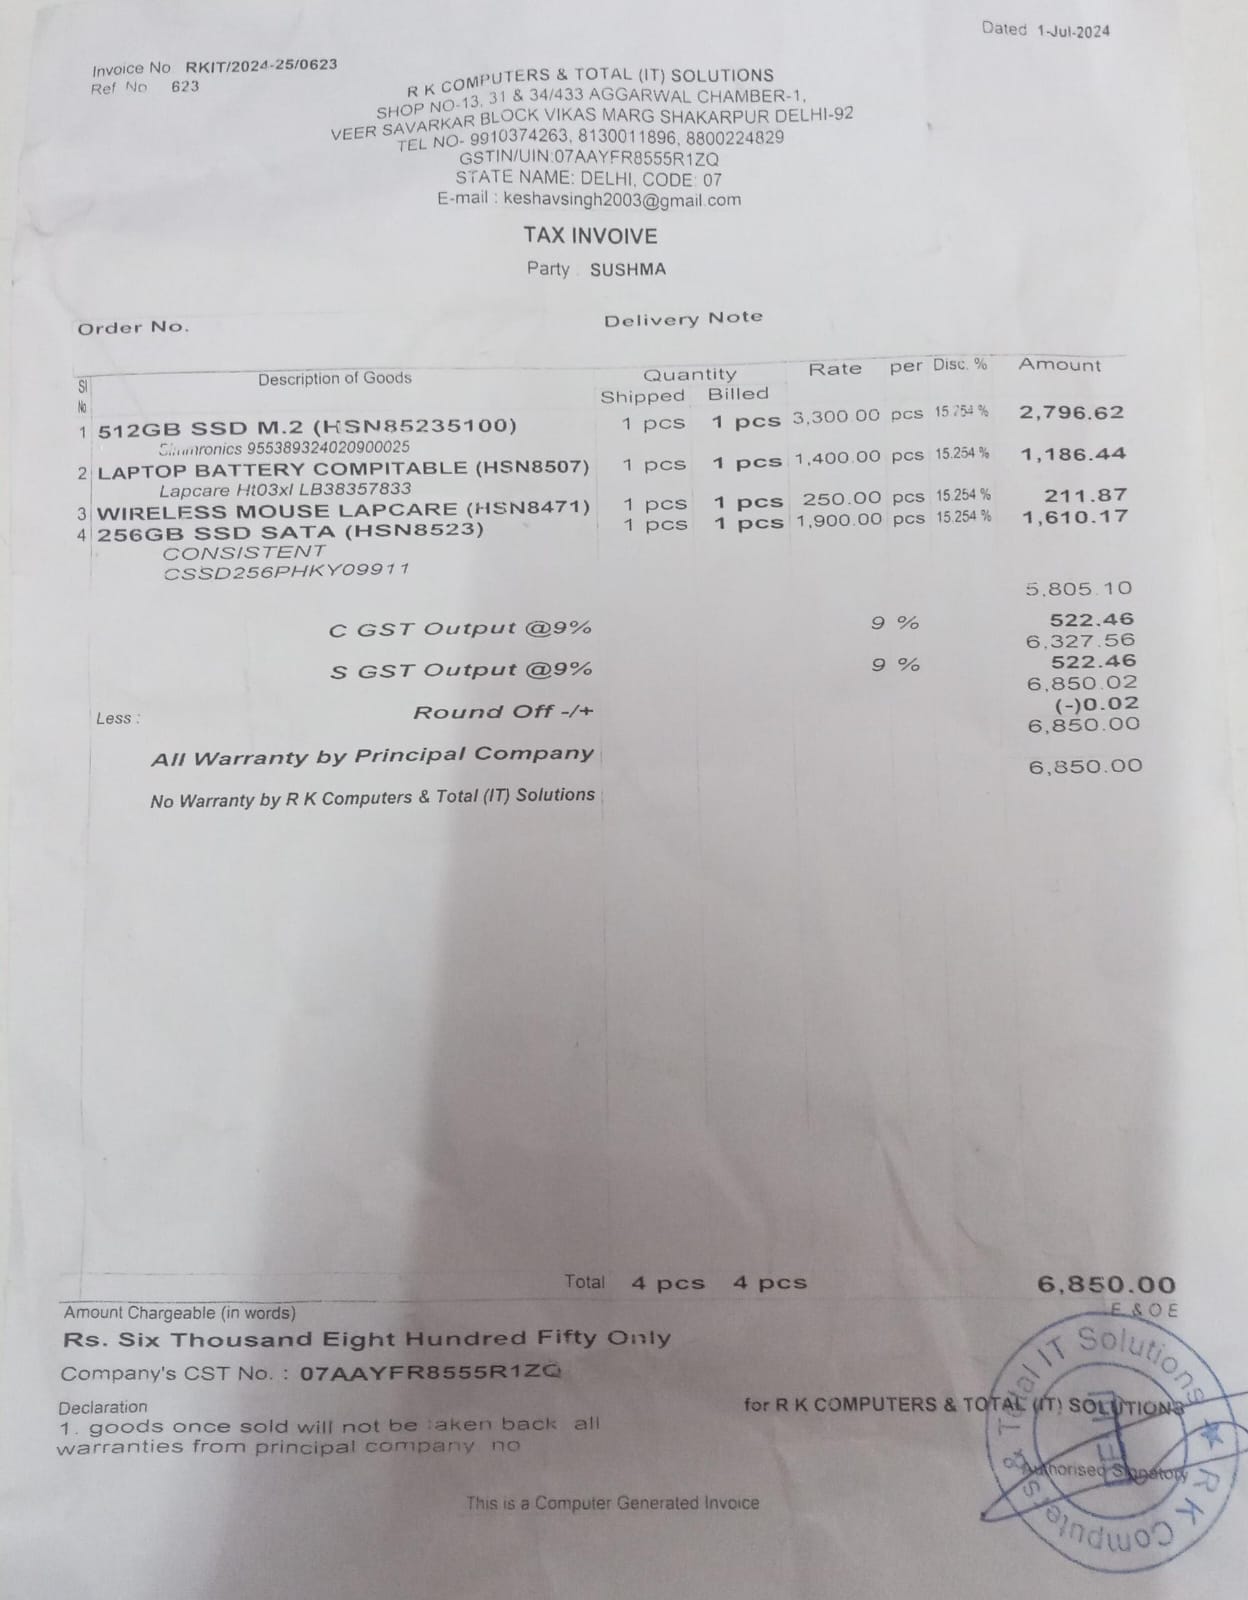 Dated 1-Jul-2024
Invoice No RKIT/2024-25/0623
Ref No 623
R K COMPUTERS & TOTAL (IT) SOLUTIONS
SHOP NO-13, 31 & 34/433 AGGARWAL CHAMBER-1,
VEER SAVARKAR BLOCK VIKAS MARG SHAKARPUR DELHI-92
TEL NO- 9910374263, 8130011896, 8800224829
GSTIN/UIN:07AAYFR8555R1ZQ
STATE NAME: DELHI, CODE: 07
E-mail : keshavsingh2003@gmail.com
TAX INVOIVE
Party : SUSHMA
Order No.
Delivery Note
Sl No Description of Goods Quantity Rate per Disc. % Amount
Shipped Billed
1 512GB SSD M.2 (HSN85235100) 1 pcs 1 pcs 3,300.00 pcs 15.254 % 2,796.62
955389324020900025
2 LAPTOP BATTERY COMPITABLE (HSN8507) 1 pcs 1 pcs 1,400.00 pcs 15.254 % 1,186.44
Lapcare Ht03xl LB38357833
3 WIRELESS MOUSE LAPCARE (HSN8471) 1 pcs 1 pcs 250.00 pcs 15.254 % 211.87
4 256GB SSD SATA (HSN8523) 1 pcs 1 pcs 1,900.00 pcs 15.254 % 1,610.17
CONSISTENT
CSSD256PHKY09911
5,805.10
C GST Output @9% 9 % 522.46
6,327.56
S GST Output @9% 9 % 522.46
6,850.02
Less : Round Off -/+ (-)0.02
6,850.00
All Warranty by Principal Company
6,850.00
No Warranty by R K Computers & Total (IT) Solutions
Total 4 pcs 4 pcs 6,850.00
E & O E
Amount Chargeable (in words)
Rs. Six Thousand Eight Hundred Fifty Only
Company's CST No. : 07AAYFR8555R1ZQ
Declaration
1. goods once sold will not be taken back all
warranties from principal company no
for R K COMPUTERS & TOTAL (IT) SOLUTIONS
Authorised Signatory
R K Computer's & Total IT Solutions
This is a Computer Generated Invoice